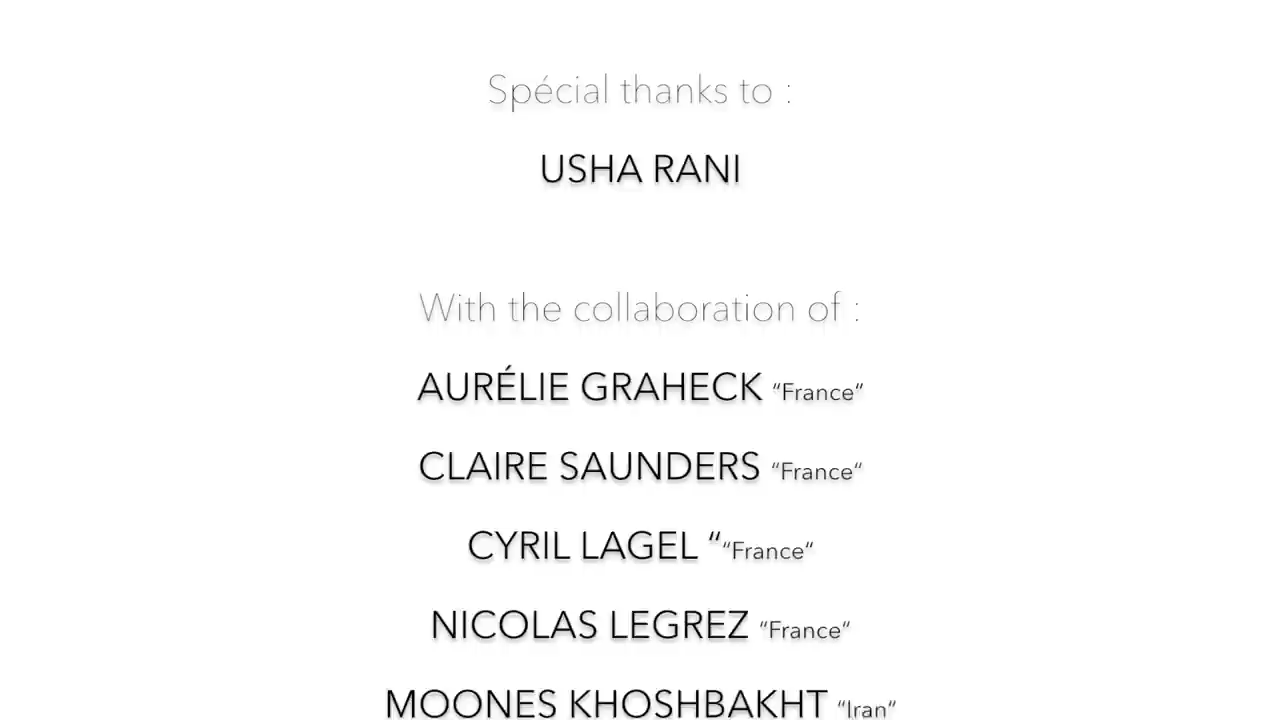 Spécial thanks to :
USHA RANI
With the collaboration of :
AURÉLIE GRAHECK “France“
CLAIRE SAUNDERS “France“
CYRIL LAGEL ““France“
NICOLAS LEGREZ “France“
MOONES KHOSHBAKHT “Iran“